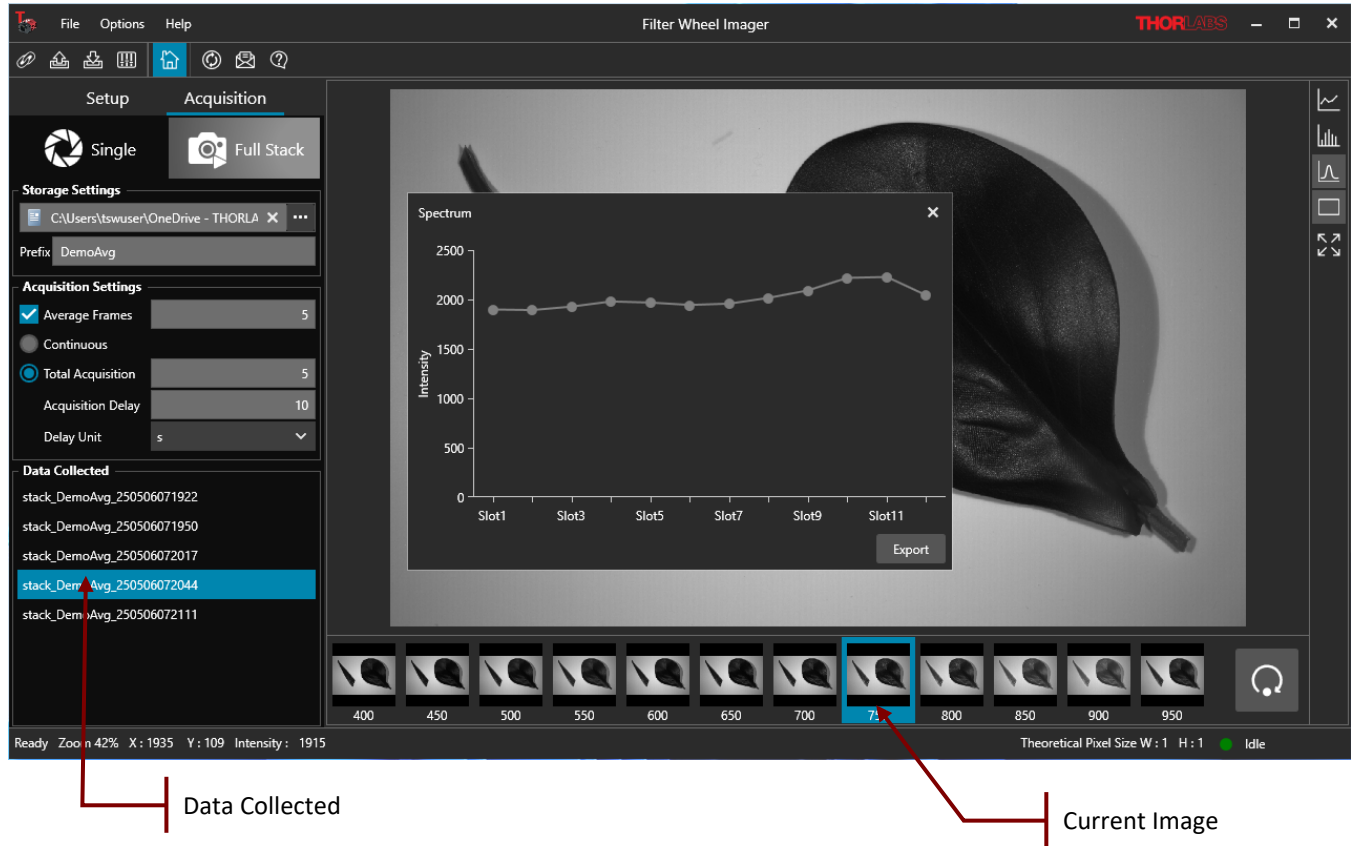 File Options Help Filter Wheel Imager THORLABS
Setup Acquisition
Single Full Stack
Storage Settings
C:\Users\tswuser\OneDrive - THORLA
Prefix DemoAvg
Acquisition Settings
Average Frames 5
Continuous
Total Acquisition 5
Acquisition Delay 10
Delay Unit s
Data Collected
stack_DemoAvg_250506071922
stack_DemoAvg_250506071950
stack_DemoAvg_250506072017
stack_DemoAvg_250506072044
stack_DemoAvg_250506072111
Spectrum
2500
2000
1500
1000
500
0
Intensity
Slot1 Slot3 Slot5 Slot7 Slot9 Slot11
Export
400 450 500 550 600 650 700 750 800 850 900 950
Ready Zoom 42% X : 1935 Y : 109 Intensity : 1915 Theoretical Pixel Size W : 1 H : 1 Idle
Data Collected
Current Image